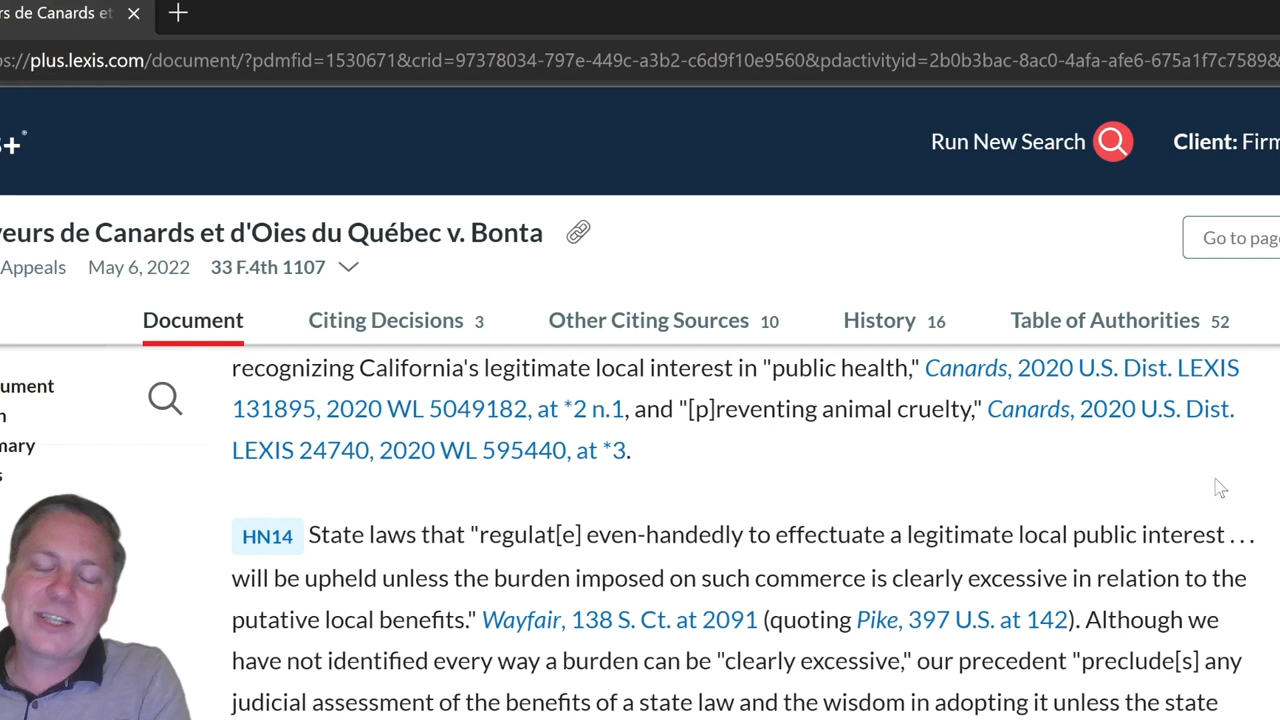 rs de Canards et
ps://plus.lexis.com/document/?pdmfid=1530671&crid=97378034-797e-449c-a3b2-c6d9f10e9560&pdactivityid=2b0b3bac-8ac0-4afa-afe6-675a1f7c7589&
s+
Run New Search
Client: Firm
veurs de Canards et d'Oies du Québec v. Bonta
Go to page
Appeals May 6, 2022 33 F.4th 1107
Document Citing Decisions 3 Other Citing Sources 10 History 16 Table of Authorities 52
ument
n
mary
s
recognizing California's legitimate local interest in "public health," Canards, 2020 U.S. Dist. LEXIS
131895, 2020 WL 5049182, at *2 n.1, and "[p]reventing animal cruelty," Canards, 2020 U.S. Dist.
LEXIS 24740, 2020 WL 595440, at *3.
HN14 State laws that "regulat[e] even-handedly to effectuate a legitimate local public interest . . .
will be upheld unless the burden imposed on such commerce is clearly excessive in relation to the
putative local benefits." Wayfair, 138 S. Ct. at 2091 (quoting Pike, 397 U.S. at 142). Although we
have not identified every way a burden can be "clearly excessive," our precedent "preclude[s] any
judicial assessment of the benefits of a state law and the wisdom in adopting it unless the state